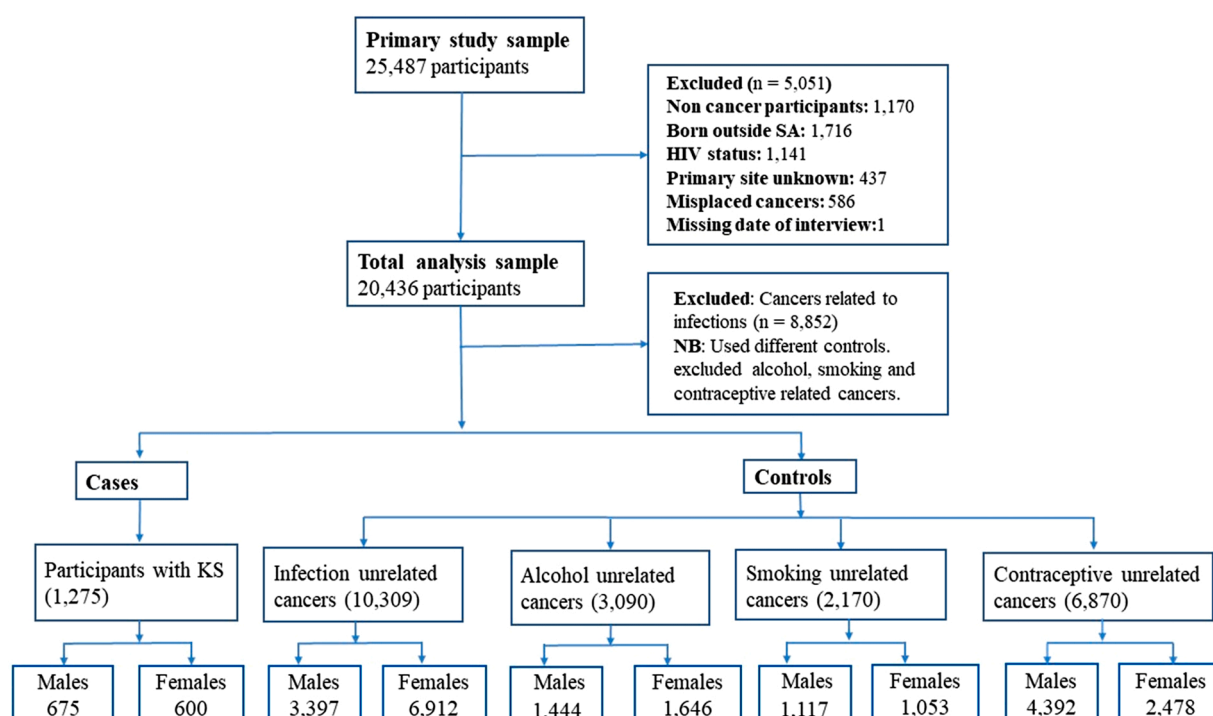 Primary study sample
25,487 participants
Excluded (n = 5,051)
Non cancer participants: 1,170
Born outside SA: 1,716
HIV status: 1,141
Primary site unknown: 437
Misplaced cancers: 586
Missing date of interview:1
Total analysis sample
20,436 participants
Excluded: Cancers related to
infections (n = 8,852)
NB: Used different controls.
excluded alcohol, smoking and
contraceptive related cancers.
Cases
Controls
Participants with KS
(1,275)
Infection unrelated
cancers (10,309)
Alcohol unrelated
cancers (3,090)
Smoking unrelated
cancers (2,170)
Contraceptive unrelated
cancers (6,870)
Males
675
Females
600
Males
3,397
Females
6,912
Males
1,444
Females
1,646
Males
1,117
Females
1,053
Males
4,392
Females
2,478